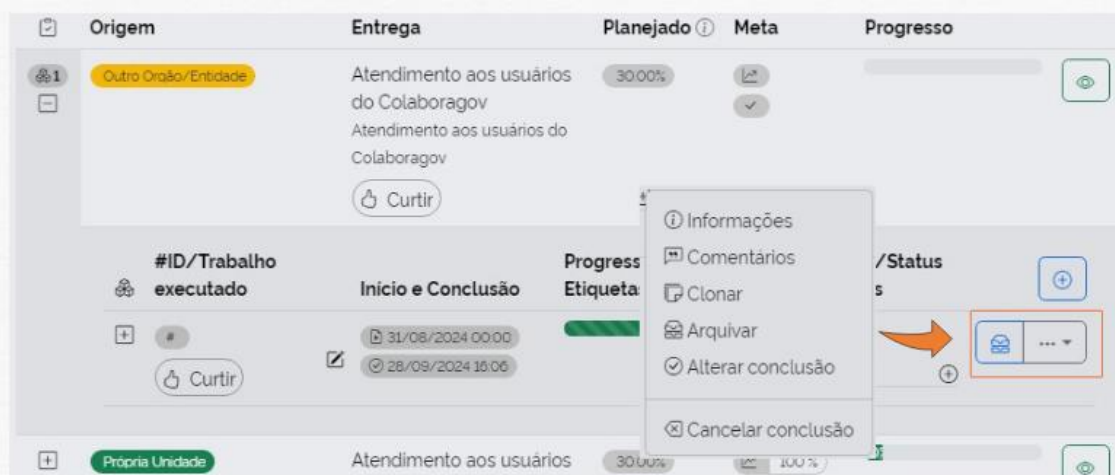 Origem Entrega Planejado Meta Progresso
1 Outro Órgão/Entidade Atendimento aos usuários 30.00%
do Colaboragov
Atendimento aos usuários do
Colaboragov
Curtir
Informações
#ID/Trabalho Progress /Status
Comentários
executado Início e Conclusão Etiqueta s
Clonar
# 31/08/2024 00:00 Arquivar
Curtir 28/09/2024 16:06 Alterar conclusão
Cancelar conclusão
Própria Unidade Atendimento aos usuários 30.00% 100%